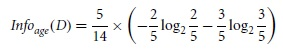 Info_age(D) = 5/14 × (−2/5 log₂ 2/5 − 3/5 log₂ 3/5)